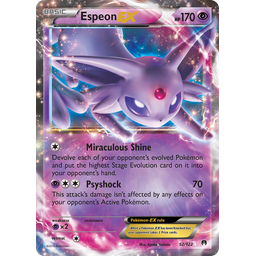 BASIC
Espeon EX
HP170
Miraculous Shine
Devolve each of your opponent's evolved Pokémon
and put the highest Stage Evolution card on it into
your opponent's hand.
Psyshock 70
This attack's damage isn't affected by any effects on
your opponent's Active Pokémon.
weakness
×2
Pokémon-EX rule
retreat
52/122